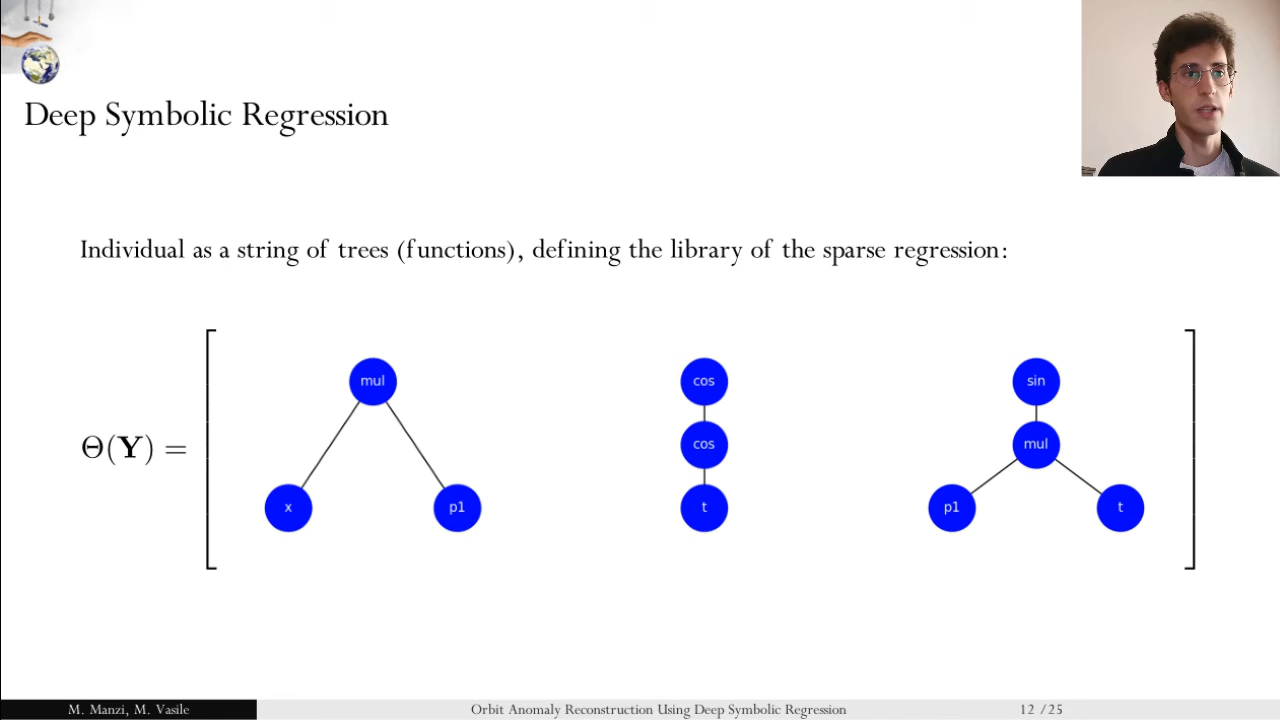 Deep Symbolic Regression
Individual as a string of trees (functions), defining the library of the sparse regression:
Θ(Y) =
mul
x p1
cos
cos
t
sin
mul
p1 t
M. Manzi, M. Vasile Orbit Anomaly Reconstruction Using Deep Symbolic Regression 12 / 25